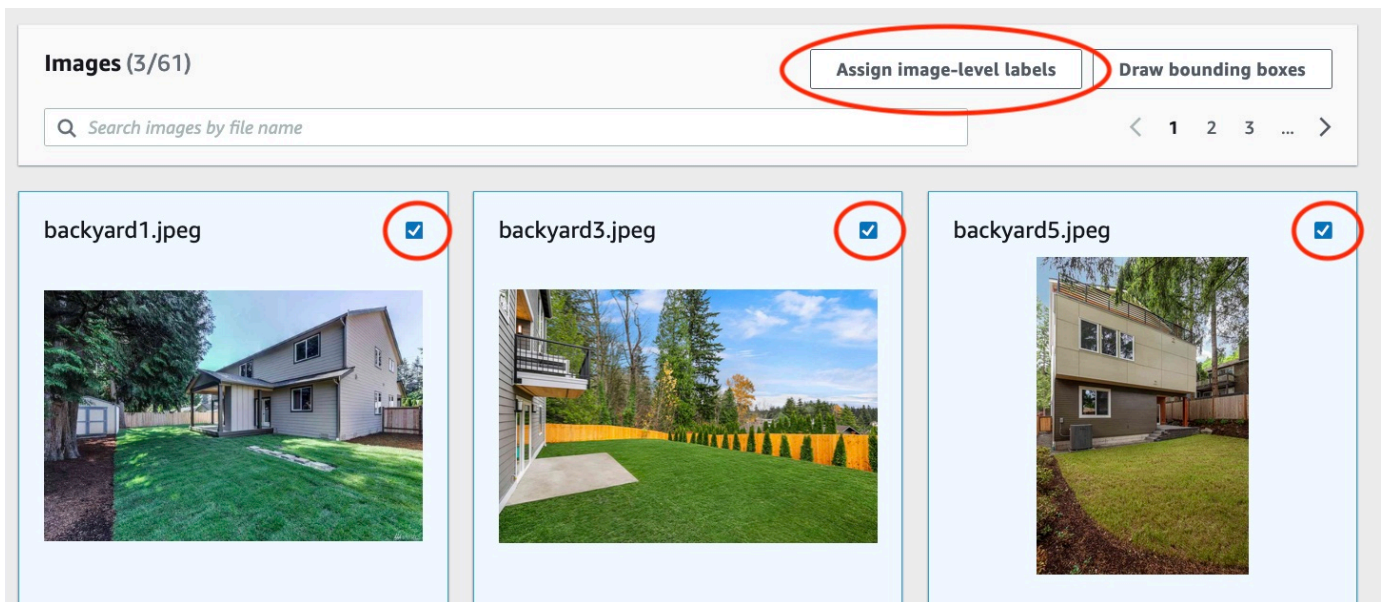 Images (3/61)
Assign image-level labels
Draw bounding boxes
Search images by file name
1 2 3 ...
backyard1.jpeg
backyard3.jpeg
backyard5.jpeg